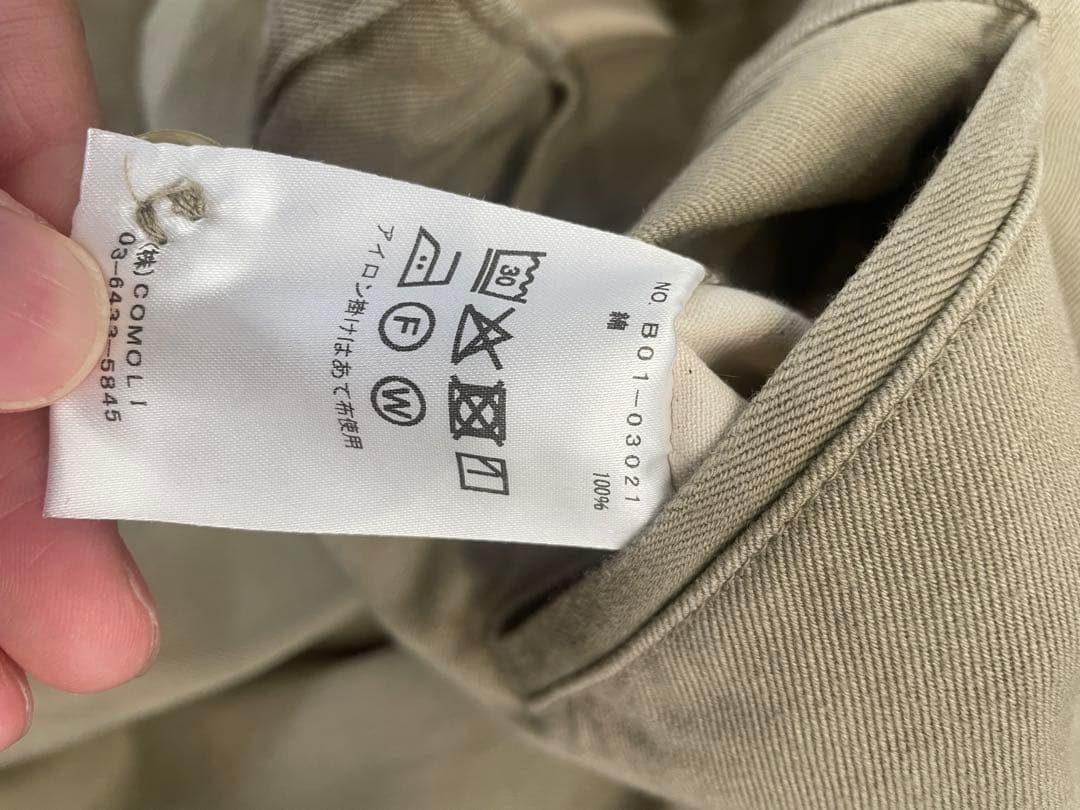 NO. B01-03021
綿 100%
30
F W
アイロン掛けはあて布使用
(株)COMOLI
03-6433-5845